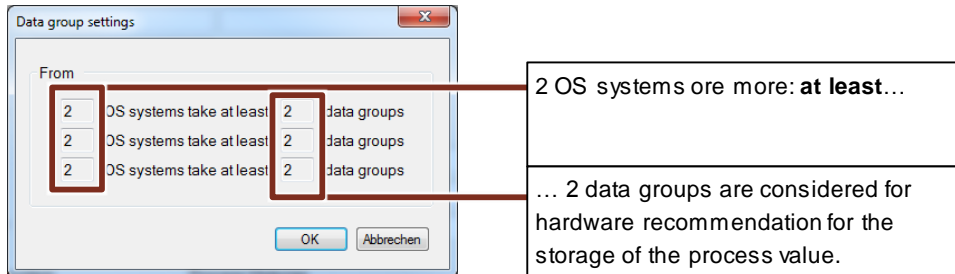 Data group settings
From
2 OS systems take at least 2 data groups
2 OS systems take at least 2 data groups
2 OS systems take at least 2 data groups
OK Abbrechen
2 OS systems ore more: at least…
… 2 data groups are considered for
hardware recommendation for the
storage of the process value.